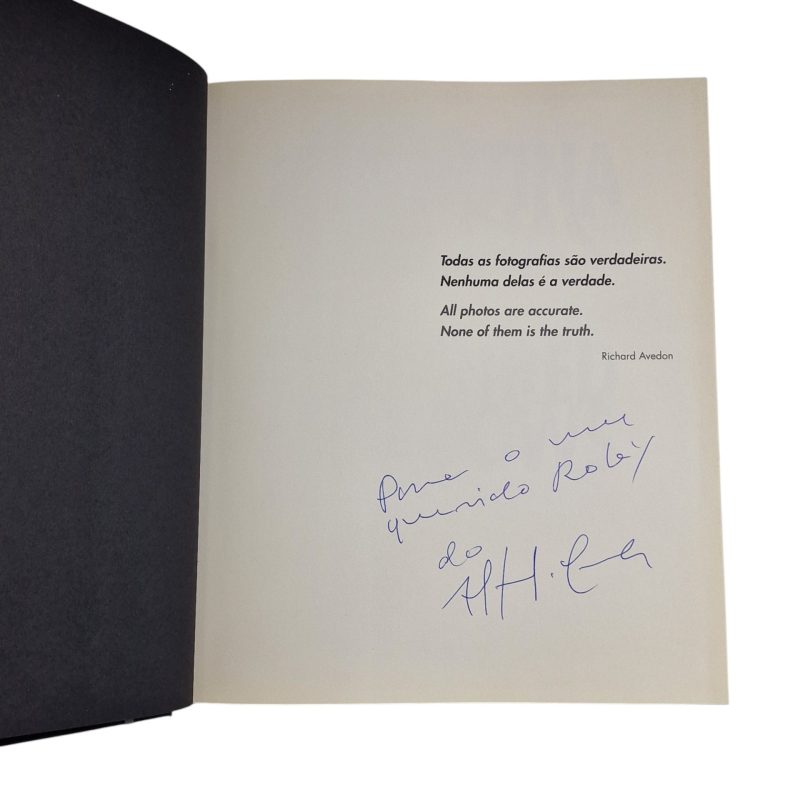 Todas as fotografias são verdadeiras.
Nenhuma delas é a verdade.
All photos are accurate.
None of them is the truth.
Richard Avedon
Para o meu
querido
do